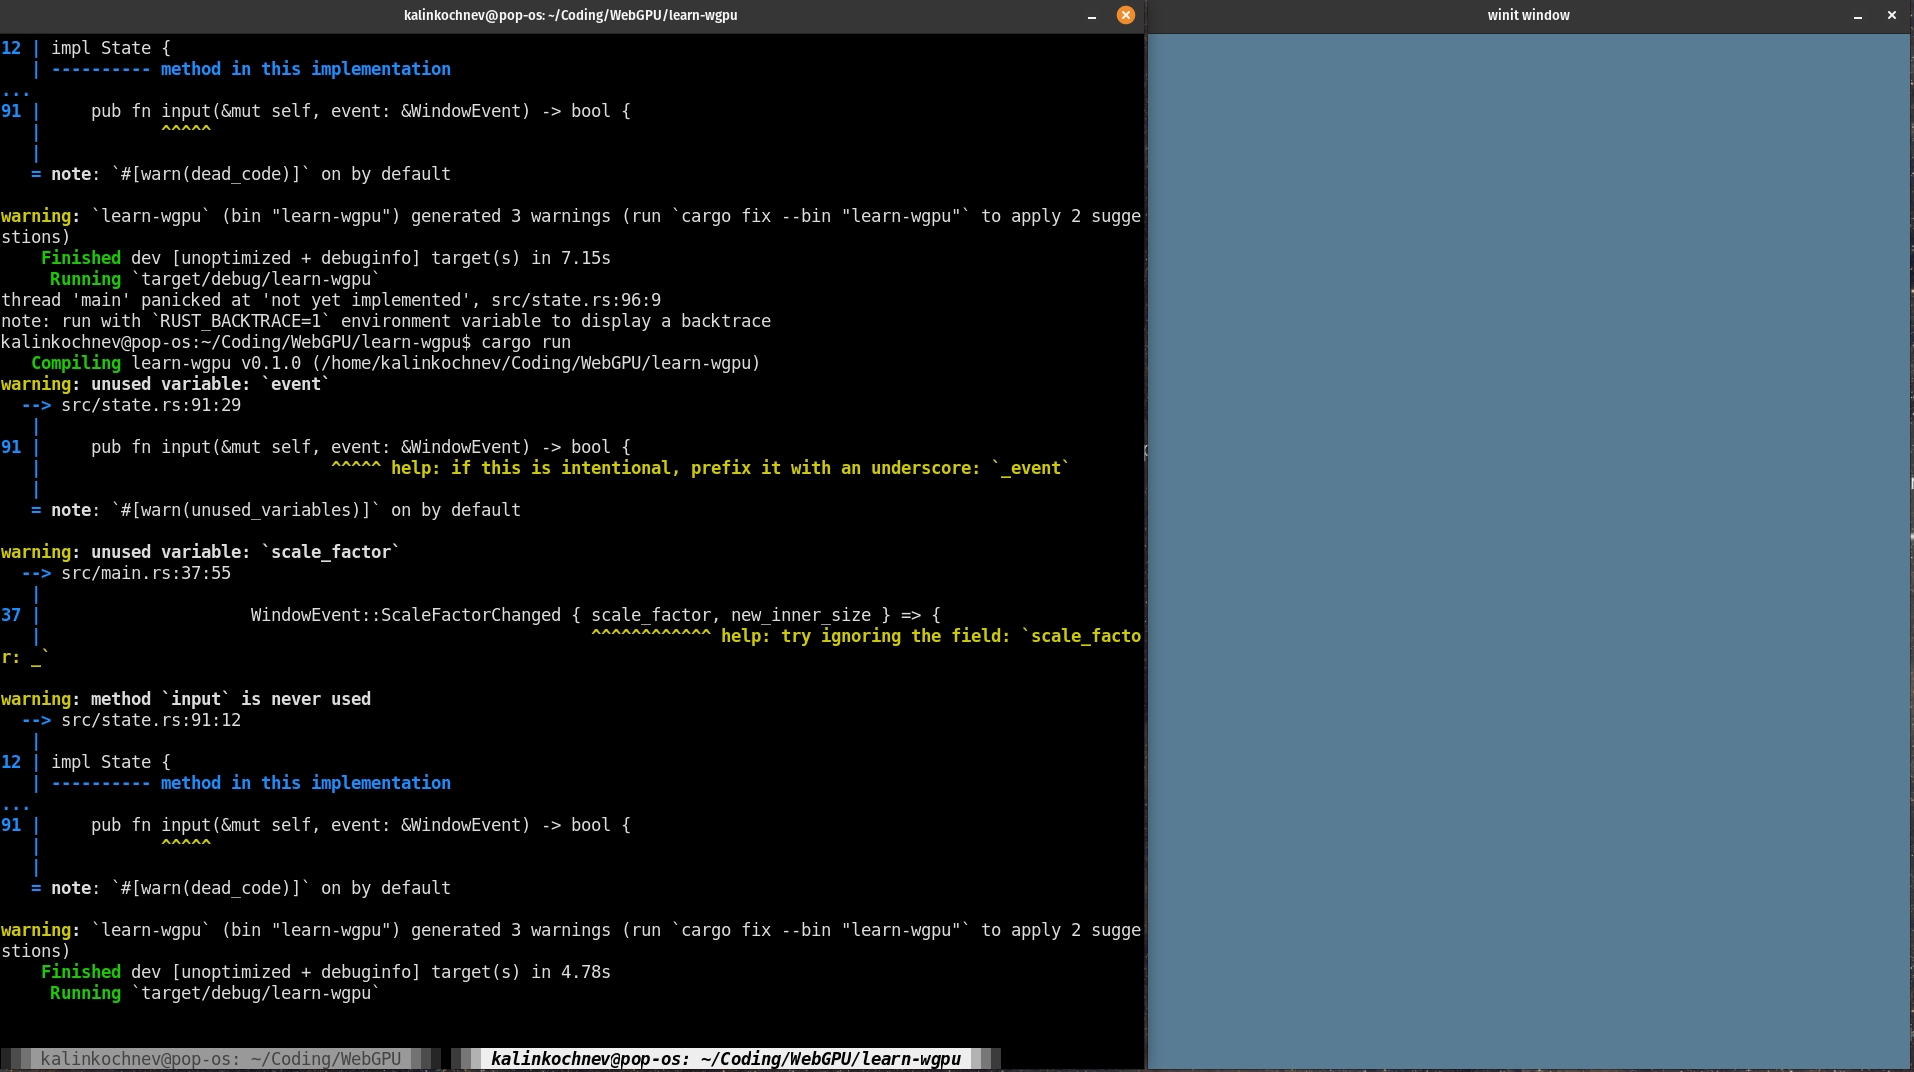 kalinkochnev@pop-os: ~/Coding/WebGPU/learn-wgpu
12 | impl State {
   | ---------- method in this implementation
...
91 |     pub fn input(&mut self, event: &WindowEvent) -> bool {
   |            ^^^^^
   |
   = note: `#[warn(dead_code)]` on by default
warning: `learn-wgpu` (bin "learn-wgpu") generated 3 warnings (run `cargo fix --bin "learn-wgpu"` to apply 2 sugge
stions)
    Finished dev [unoptimized + debuginfo] target(s) in 7.15s
     Running `target/debug/learn-wgpu`
thread 'main' panicked at 'not yet implemented', src/state.rs:96:9
note: run with `RUST_BACKTRACE=1` environment variable to display a backtrace
kalinkochnev@pop-os:~/Coding/WebGPU/learn-wgpu$ cargo run
   Compiling learn-wgpu v0.1.0 (/home/kalinkochnev/Coding/WebGPU/learn-wgpu)
warning: unused variable: `event`
  --> src/state.rs:91:29
   |
91 |     pub fn input(&mut self, event: &WindowEvent) -> bool {
   |                             ^^^^^ help: if this is intentional, prefix it with an underscore: `_event`
   |
   = note: `#[warn(unused_variables)]` on by default
warning: unused variable: `scale_factor`
  --> src/main.rs:37:55
   |
37 |                     WindowEvent::ScaleFactorChanged { scale_factor, new_inner_size } => {
   |                                                       ^^^^^^^^^^^^ help: try ignoring the field: `scale_facto
r: _`
warning: method `input` is never used
  --> src/state.rs:91:12
   |
12 | impl State {
   | ---------- method in this implementation
...
91 |     pub fn input(&mut self, event: &WindowEvent) -> bool {
   |            ^^^^^
   |
   = note: `#[warn(dead_code)]` on by default
warning: `learn-wgpu` (bin "learn-wgpu") generated 3 warnings (run `cargo fix --bin "learn-wgpu"` to apply 2 sugge
stions)
    Finished dev [unoptimized + debuginfo] target(s) in 4.78s
     Running `target/debug/learn-wgpu`
kalinkochnev@pop-os: ~/Coding/WebGPU
kalinkochnev@pop-os: ~/Coding/WebGPU/learn-wgpu
winit window